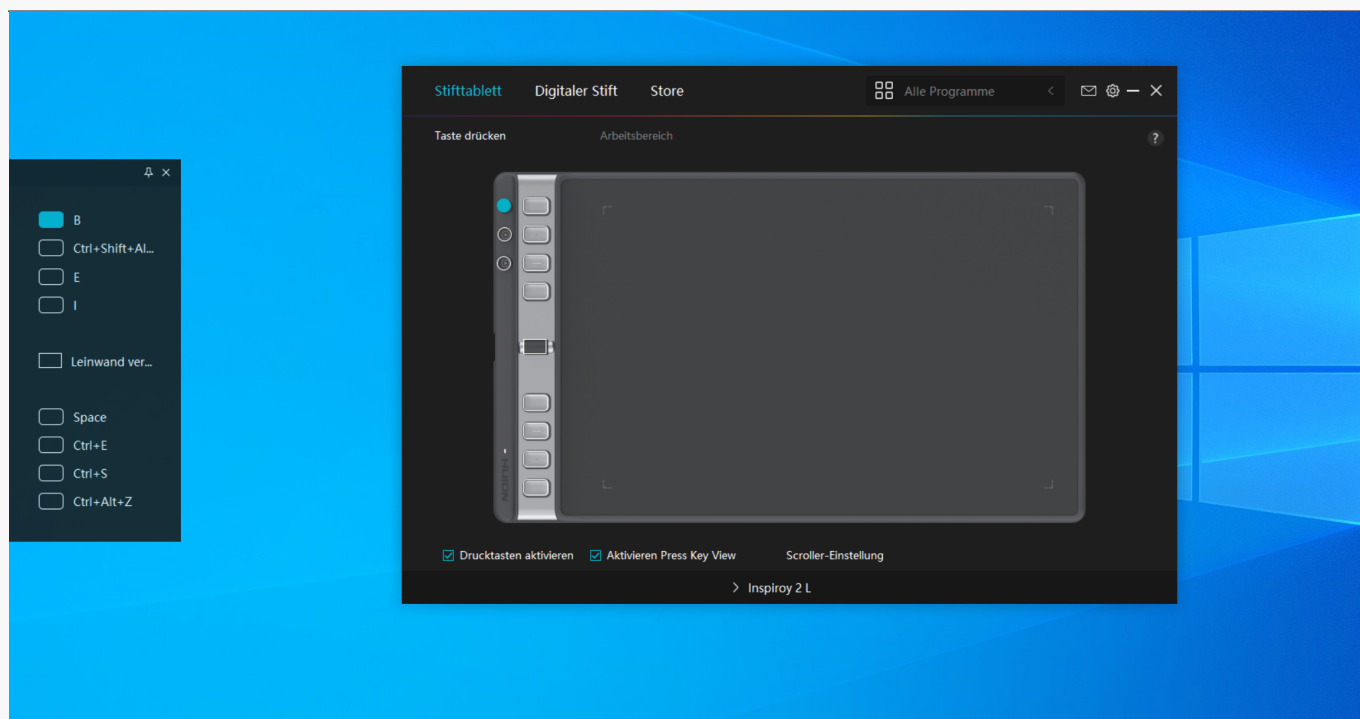 Stifttablett Digitaler Stift Store Alle Programme
Taste drücken Arbeitsbereich ?
B
Ctrl+Shift+Al...
E
I
Leinwand ver...
Space
Ctrl+E
Ctrl+S
Ctrl+Alt+Z
HUION
Drucktasten aktivieren Aktivieren Press Key View Scroller-Einstellung
Inspiroy 2 L